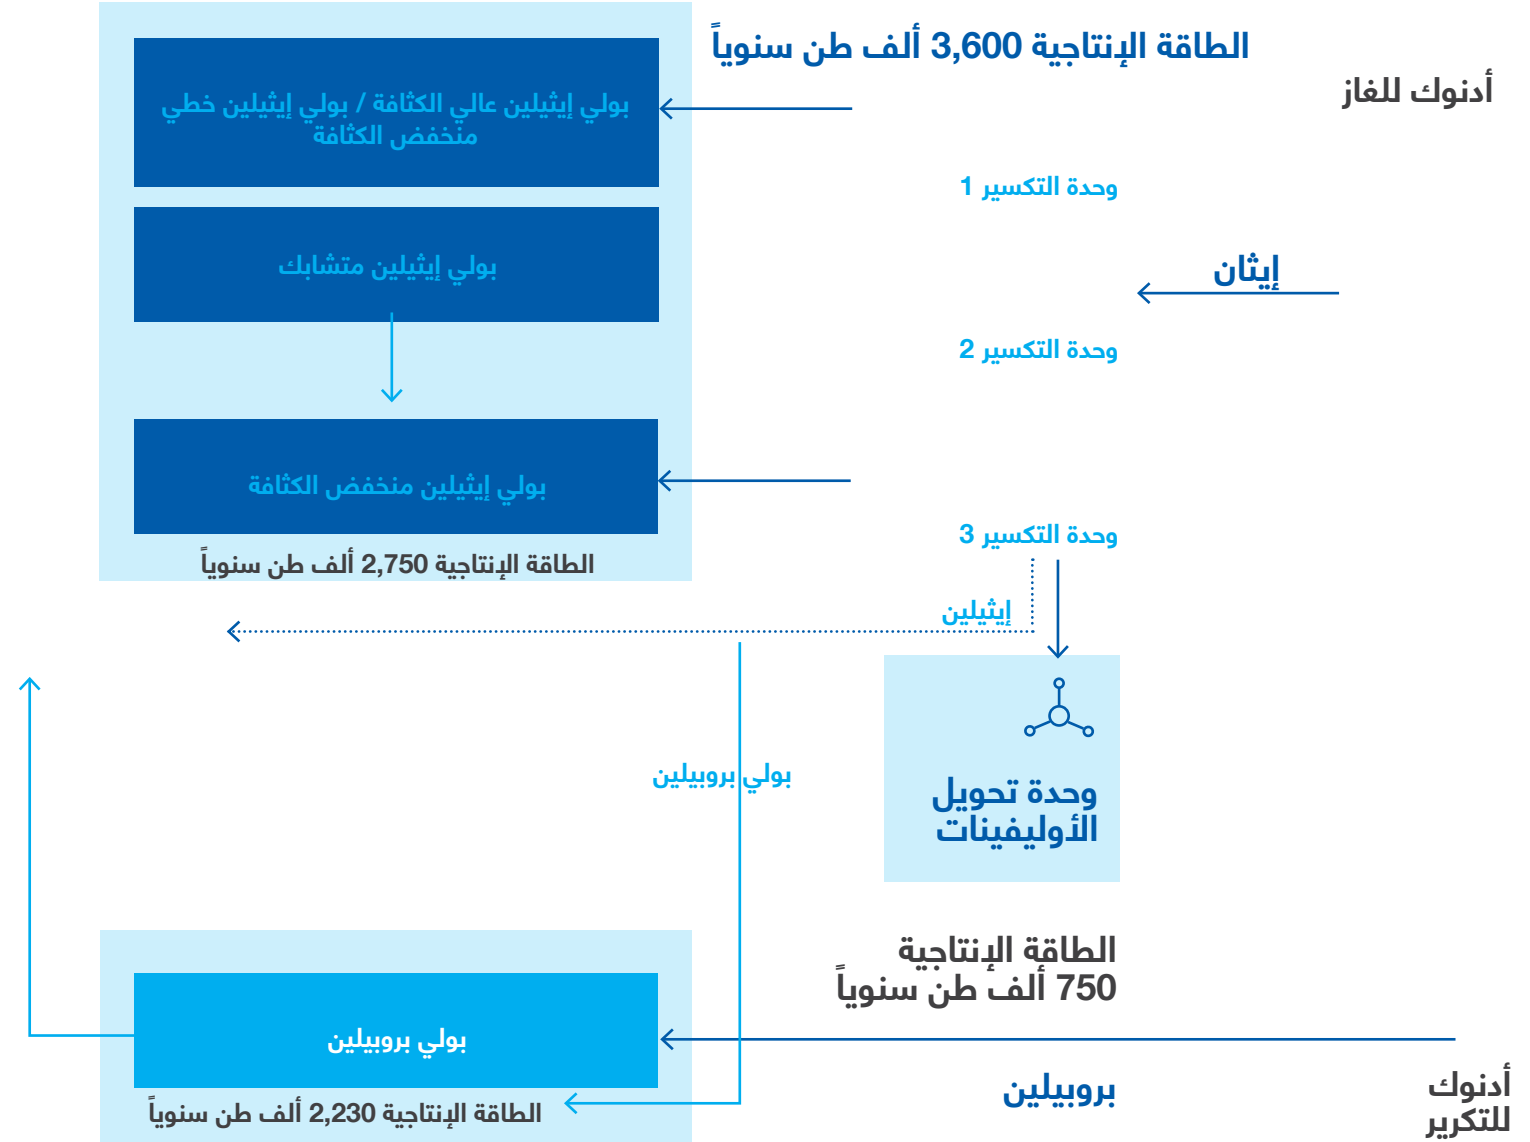 الطاقة الإنتاجية 3,600 ألف طن سنوياً
أدنوك للغاز
بولي إيثيلين عالي الكثافة / بولي إيثيلين خطي
منخفض الكثافة
وحدة التكسير 1
بولي إيثيلين متشابك
إيثان
وحدة التكسير 2
بولي إيثيلين منخفض الكثافة
وحدة التكسير 3
الطاقة الإنتاجية 2,750 ألف طن سنوياً
إيثيلين
بولي بروبيلين
وحدة تحويل
الأوليفينات
الطاقة الإنتاجية
750 ألف طن سنوياً
بولي بروبيلين
بروبيلين
أدنوك
للتكرير
الطاقة الإنتاجية 2,230 ألف طن سنوياً